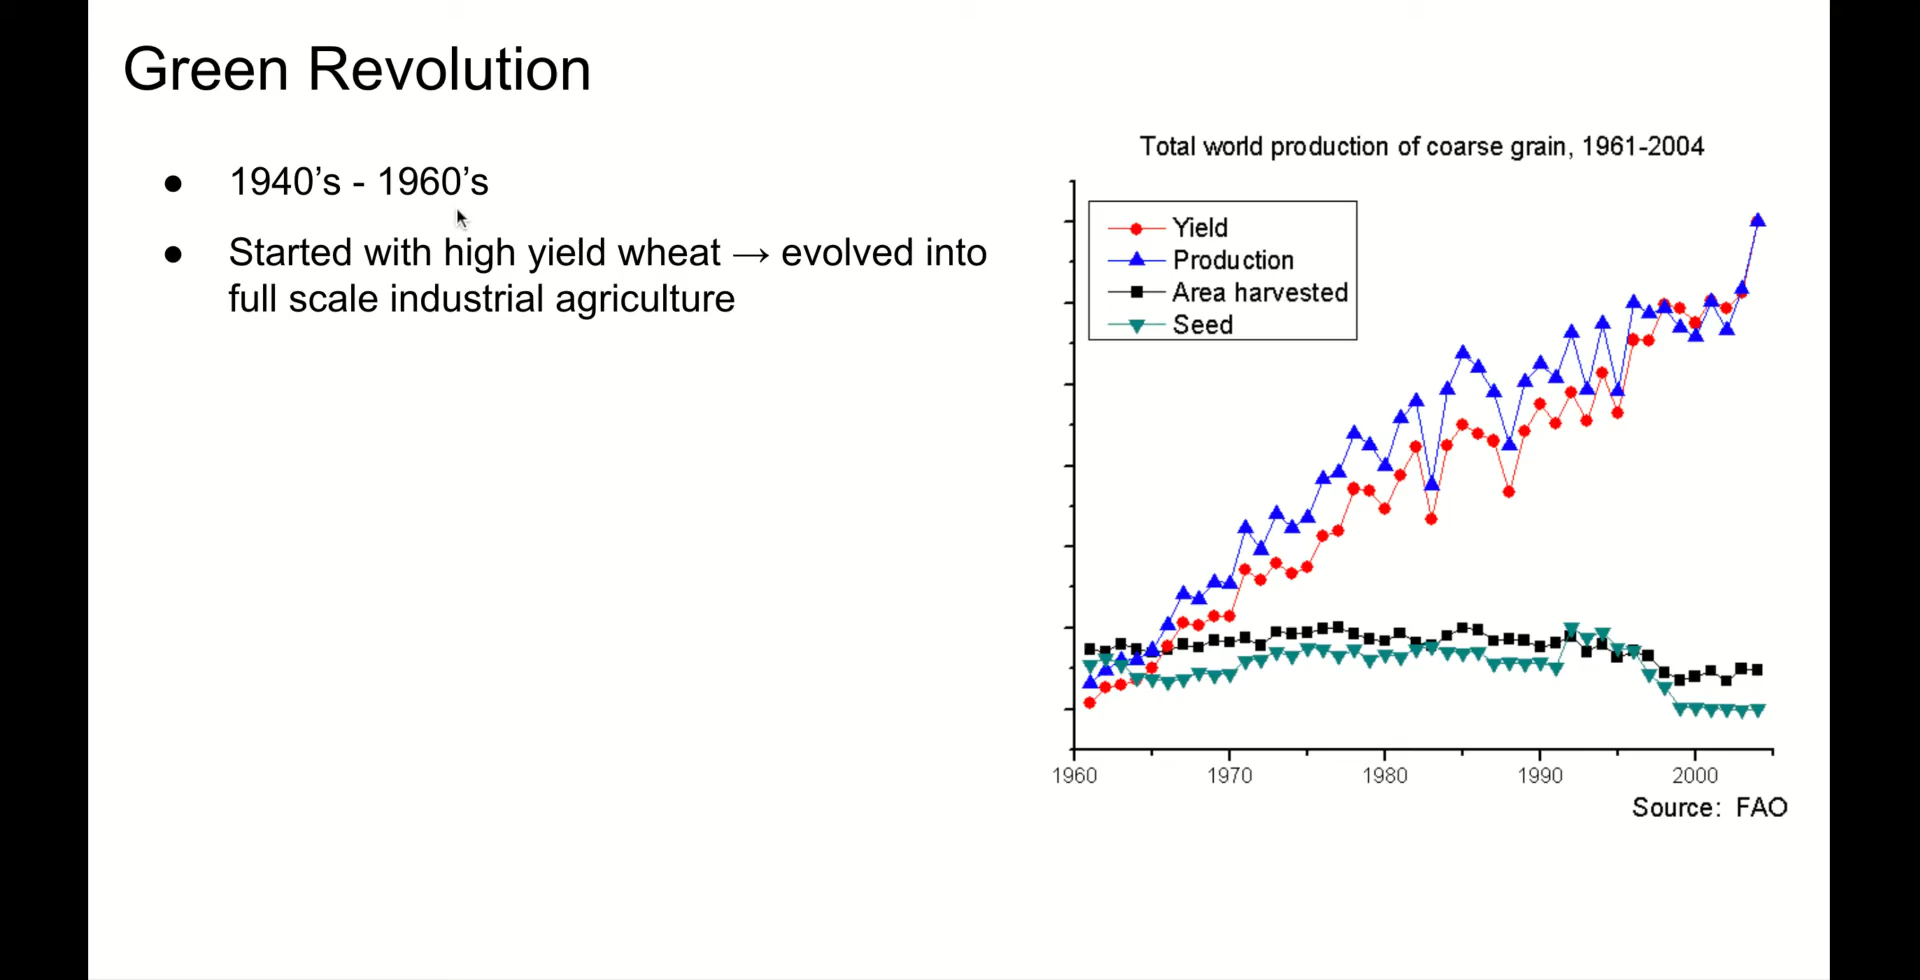 Green Revolution
● 1940’s - 1960’s
● Started with high yield wheat → evolved into
full scale industrial agriculture
Total world production of coarse grain, 1961-2004
Yield
Production
Area harvested
Seed
1960 1970 1980 1990 2000
Source: FAO